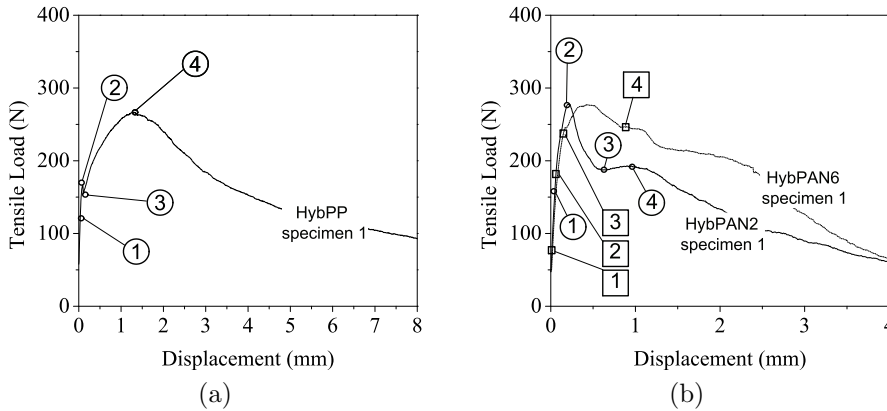 400
300
200
100
0
Tensile Load (N)
2
4
3
1
HybPP
specimen 1
0 1 2 3 4 5 6 7 8
Displacement (mm)
(a)
400
300
200
100
0
Tensile Load (N)
2
4
3
4
1
3
2
1
HybPAN6
specimen 1
HybPAN2
specimen 1
0 1 2 3 4
Displacement (mm)
(b)